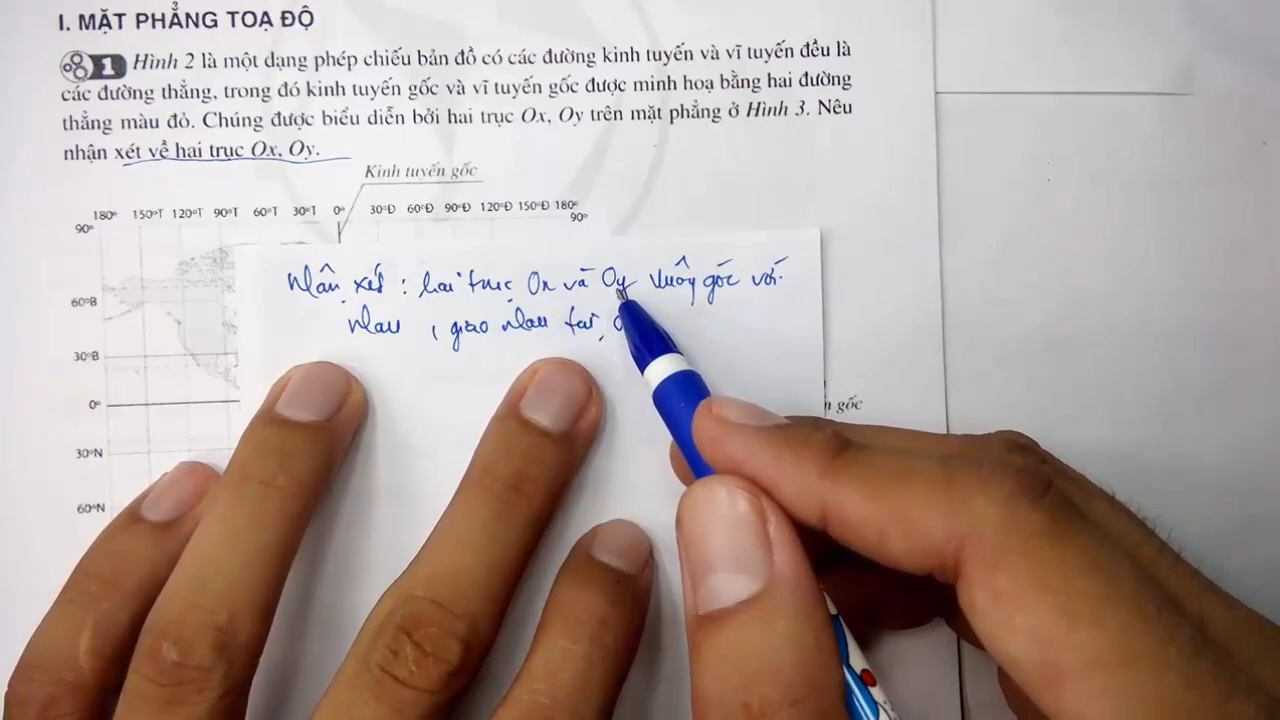 I. MẶT PHẲNG TOẠ ĐỘ
1 Hình 2 là một dạng phép chiếu bản đồ có các đường kinh tuyến và vĩ tuyến đều là
các đường thẳng, trong đó kinh tuyến gốc và vĩ tuyến gốc được minh hoạ bằng hai đường
thẳng màu đỏ. Chúng được biểu diễn bởi hai trục Ox, Oy trên mặt phẳng ở Hình 3. Nêu
nhận xét về hai trục Ox, Oy.
Kinh tuyến gốc
180° 150°T 120°T 90°T 60°T 30°T 0° 30°Đ 60°Đ 90°Đ 120°Đ 150°Đ 180°
90° 90°
Nhận xét : hai trục Ox và Oy vuông góc với
60°B
nhau , giao nhau tại
30°B
0° gốc
30°N
60°N